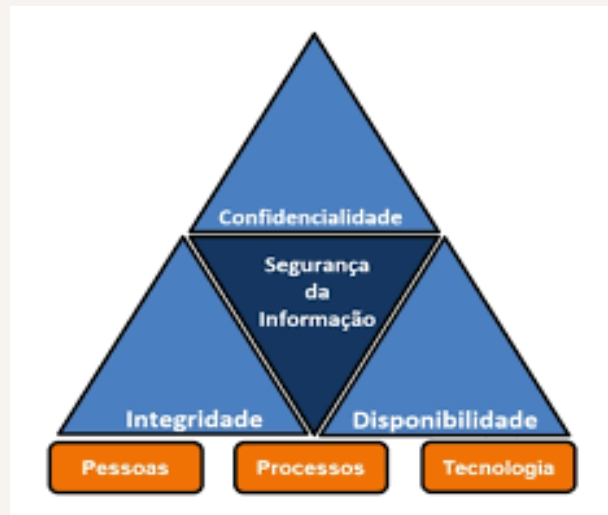 Confidencialidade
Segurança
da
Informação
Integridade
Disponibilidade
Pessoas
Processos
Tecnologia